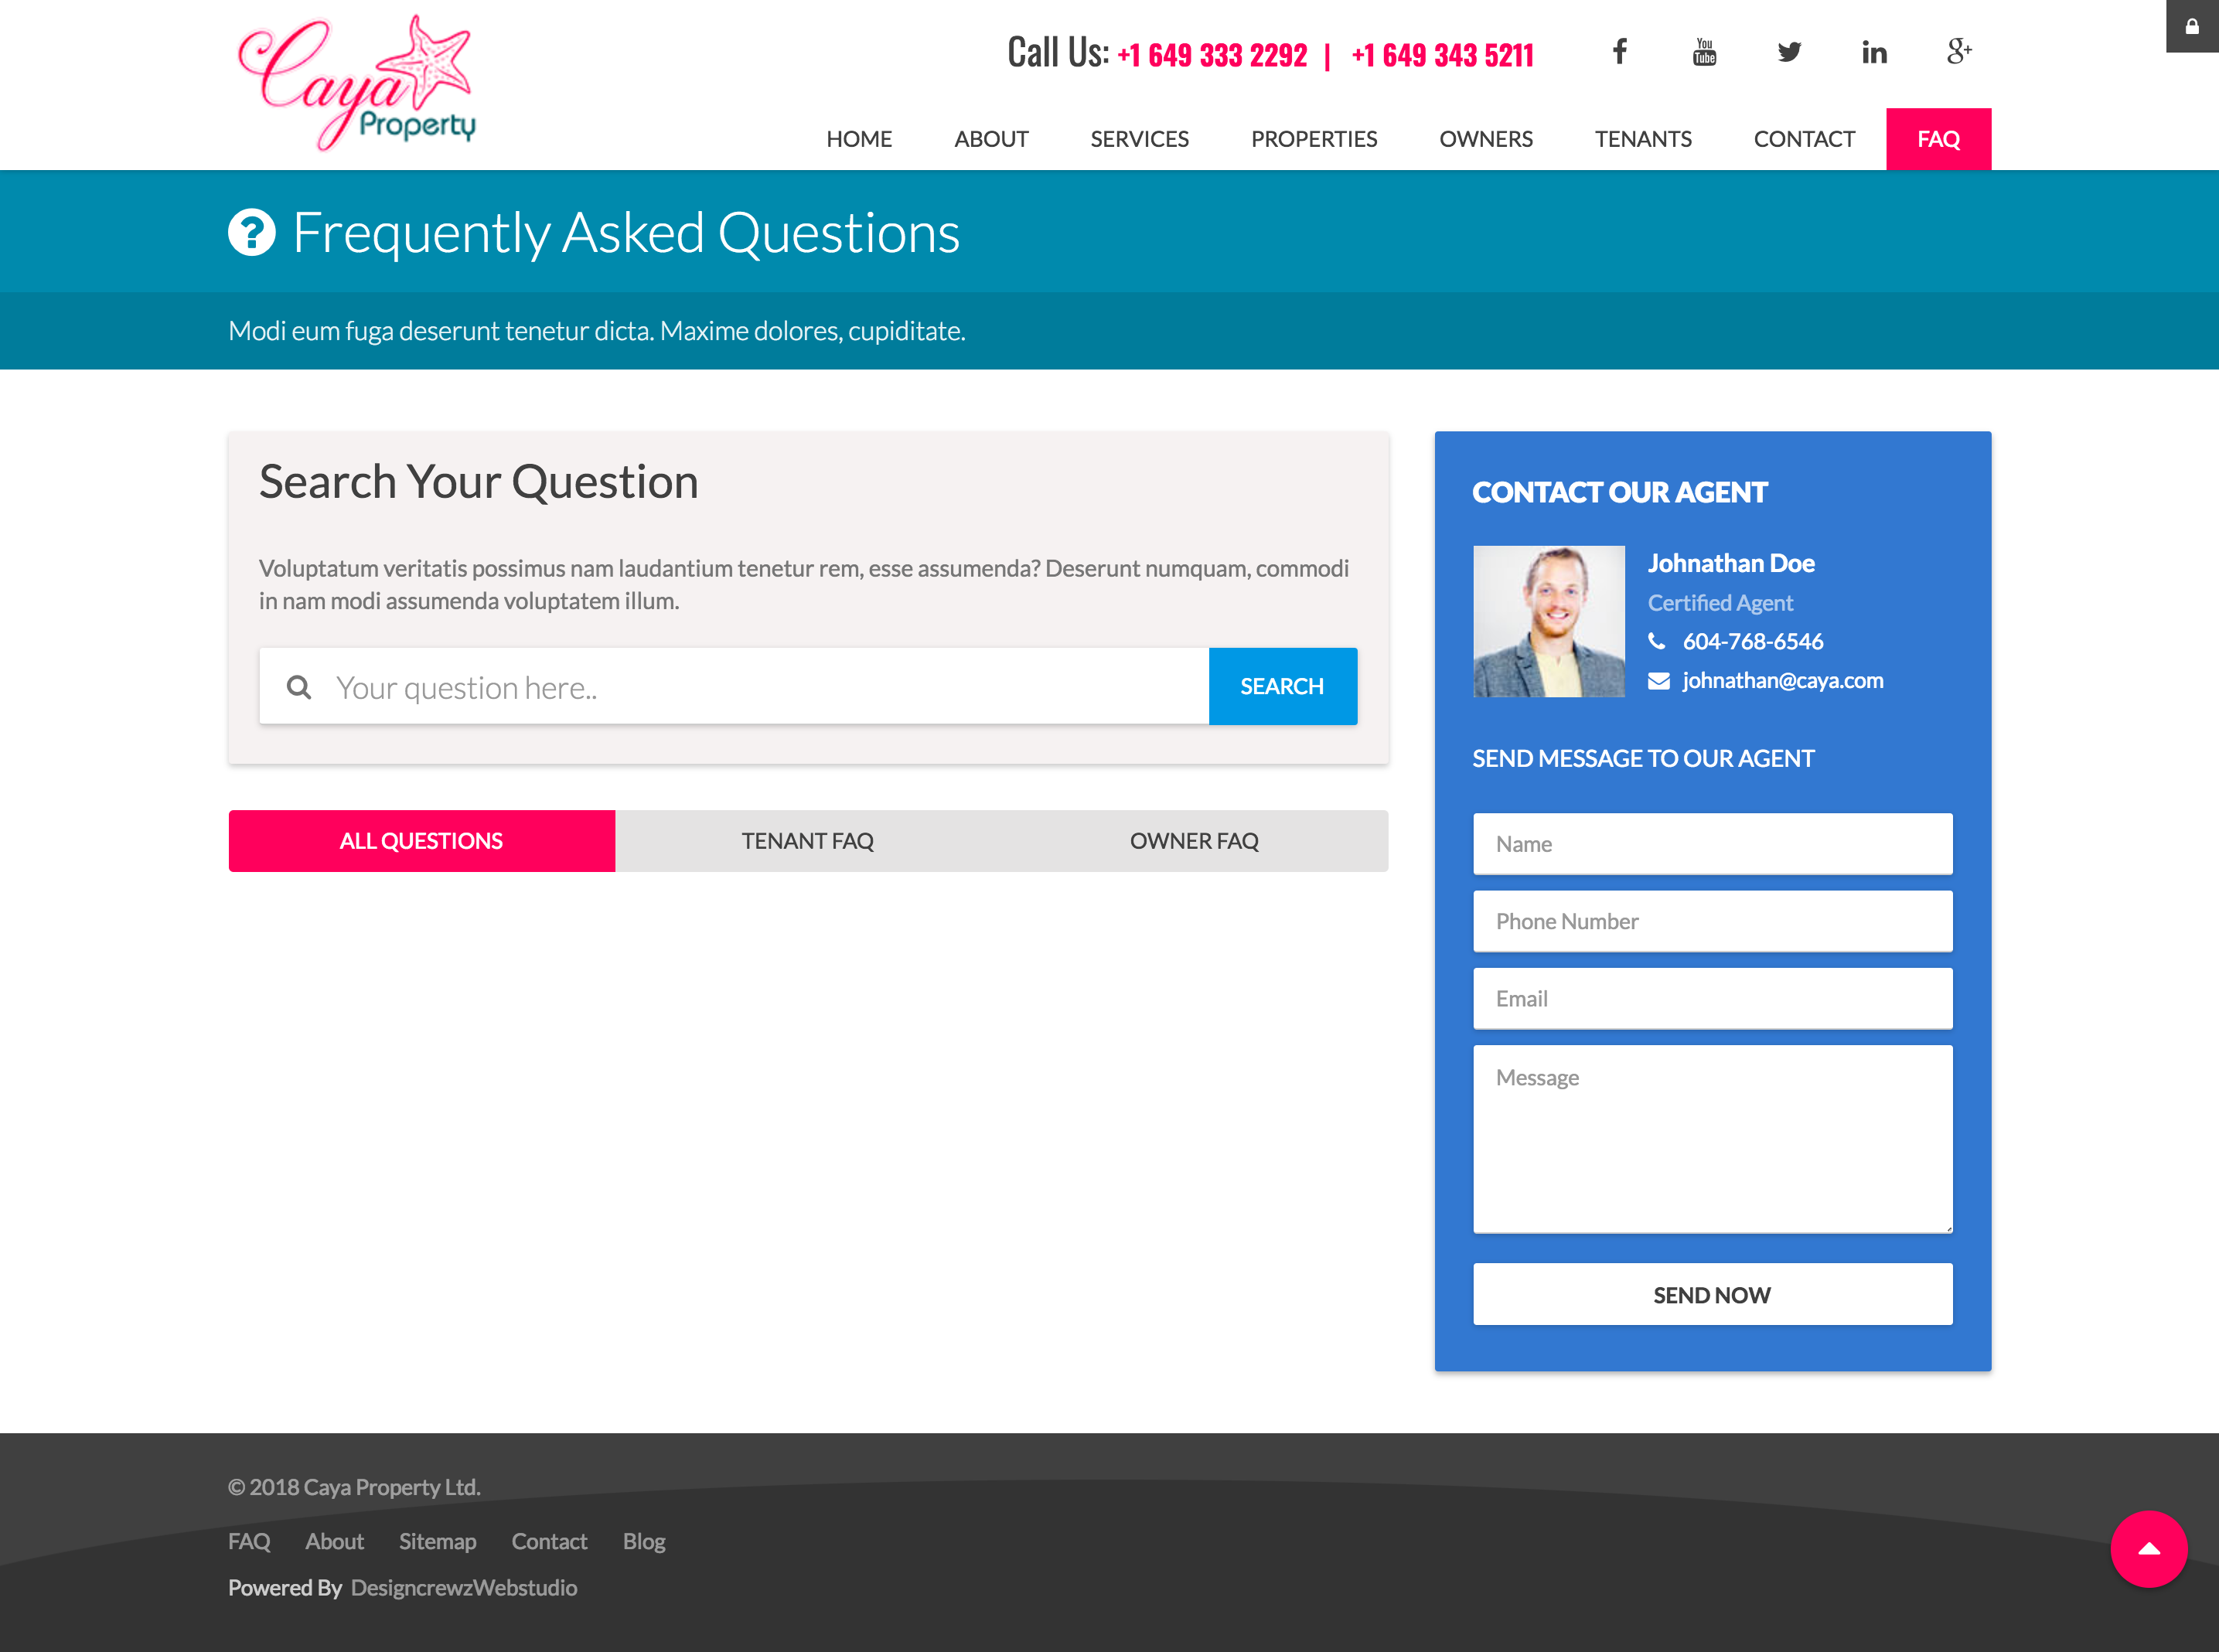 Caya
Property
Call Us: +1 649 333 2292 | +1 649 343 5211
You
Tube
in
g+
HOME ABOUT SERVICES PROPERTIES OWNERS TENANTS CONTACT FAQ
? Frequently Asked Questions
Modi eum fuga deserunt tenetur dicta. Maxime dolores, cupiditate.
Search Your Question
Voluptatum veritatis possimus nam laudantium tenetur rem, esse assumenda? Deserunt numquam, commodi
in nam modi assumenda voluptatem illum.
Your question here..
SEARCH
ALL QUESTIONS TENANT FAQ OWNER FAQ
CONTACT OUR AGENT
Johnathan Doe
Certified Agent
604-768-6546
johnathan@caya.com
SEND MESSAGE TO OUR AGENT
Name
Phone Number
Email
Message
SEND NOW
© 2018 Caya Property Ltd.
FAQ About Sitemap Contact Blog
Powered By DesigncrewzWebstudio